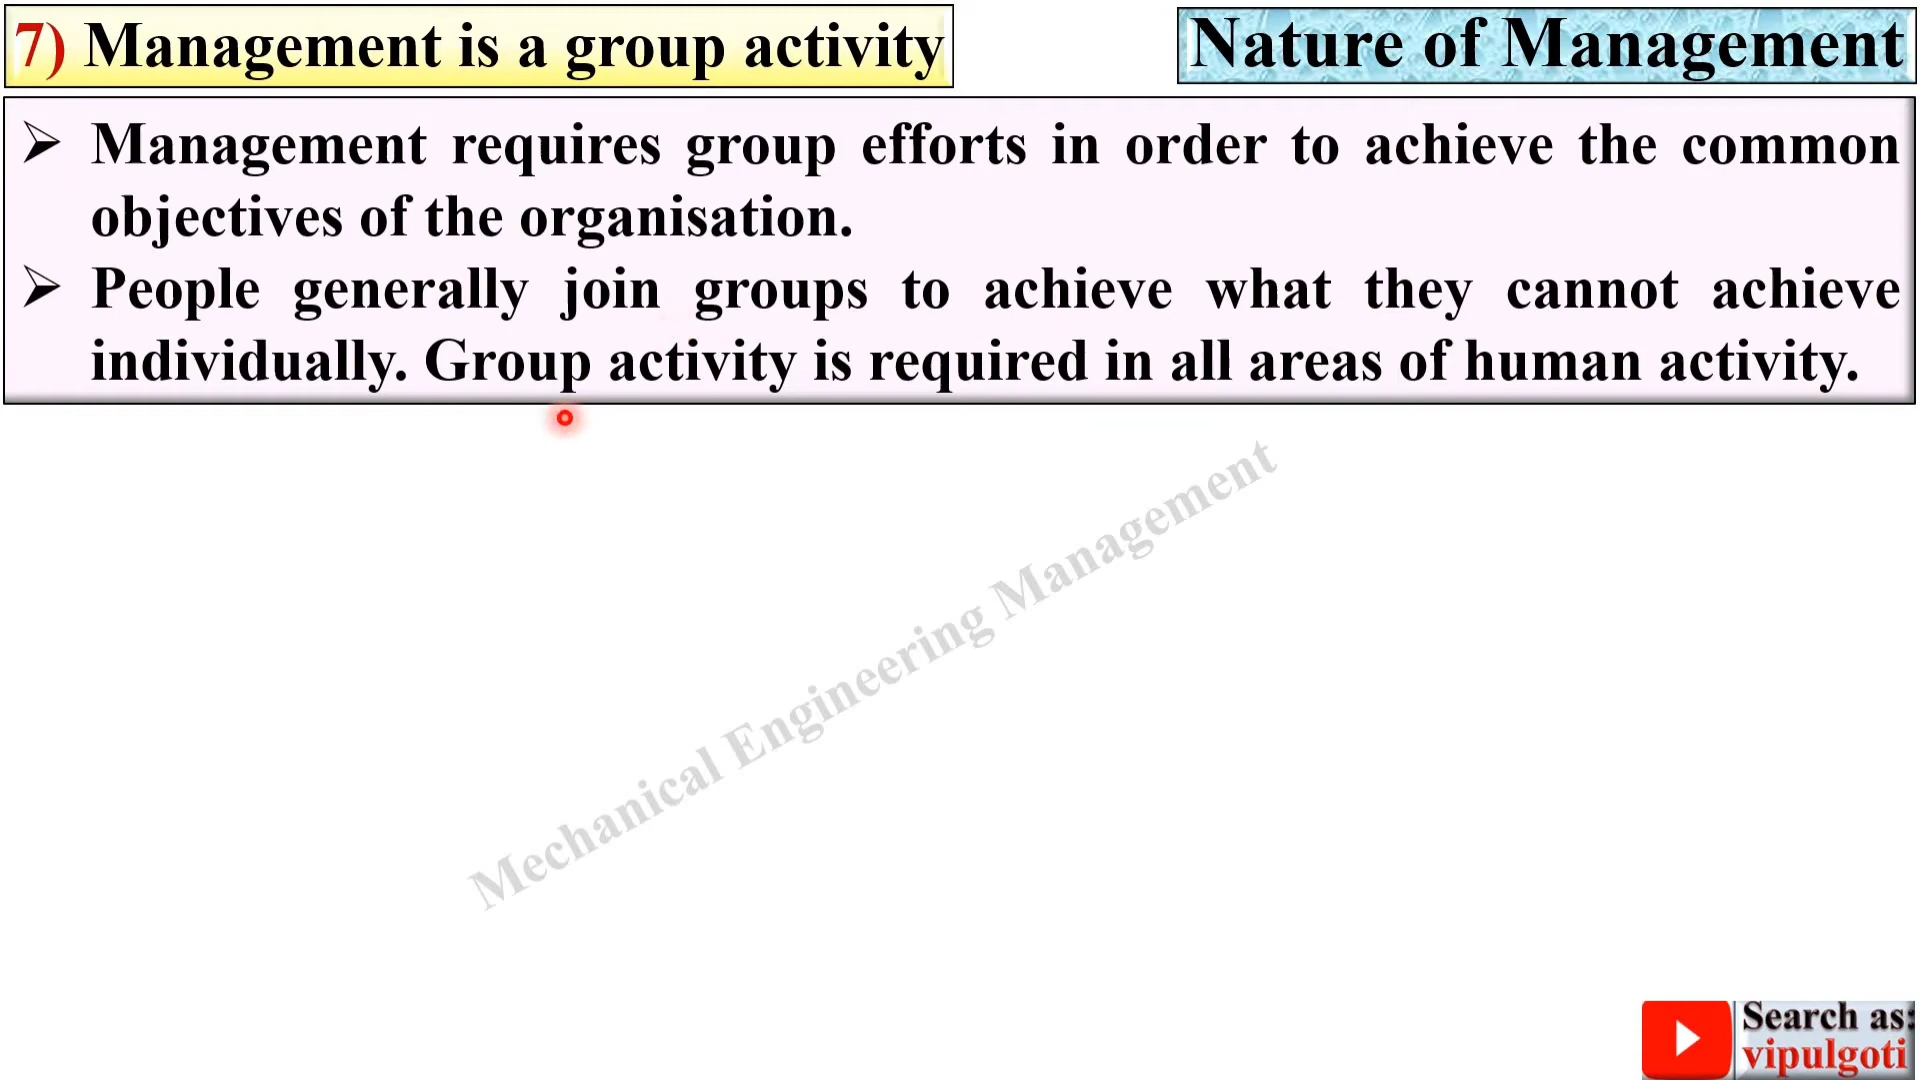 7) Management is a group activity
Nature of Management
➢ Management requires group efforts in order to achieve the common
objectives of the organisation.
➢ People generally join groups to achieve what they cannot achieve
individually. Group activity is required in all areas of human activity.
Mechanical Engineering Management
Search as:
vipulgoti